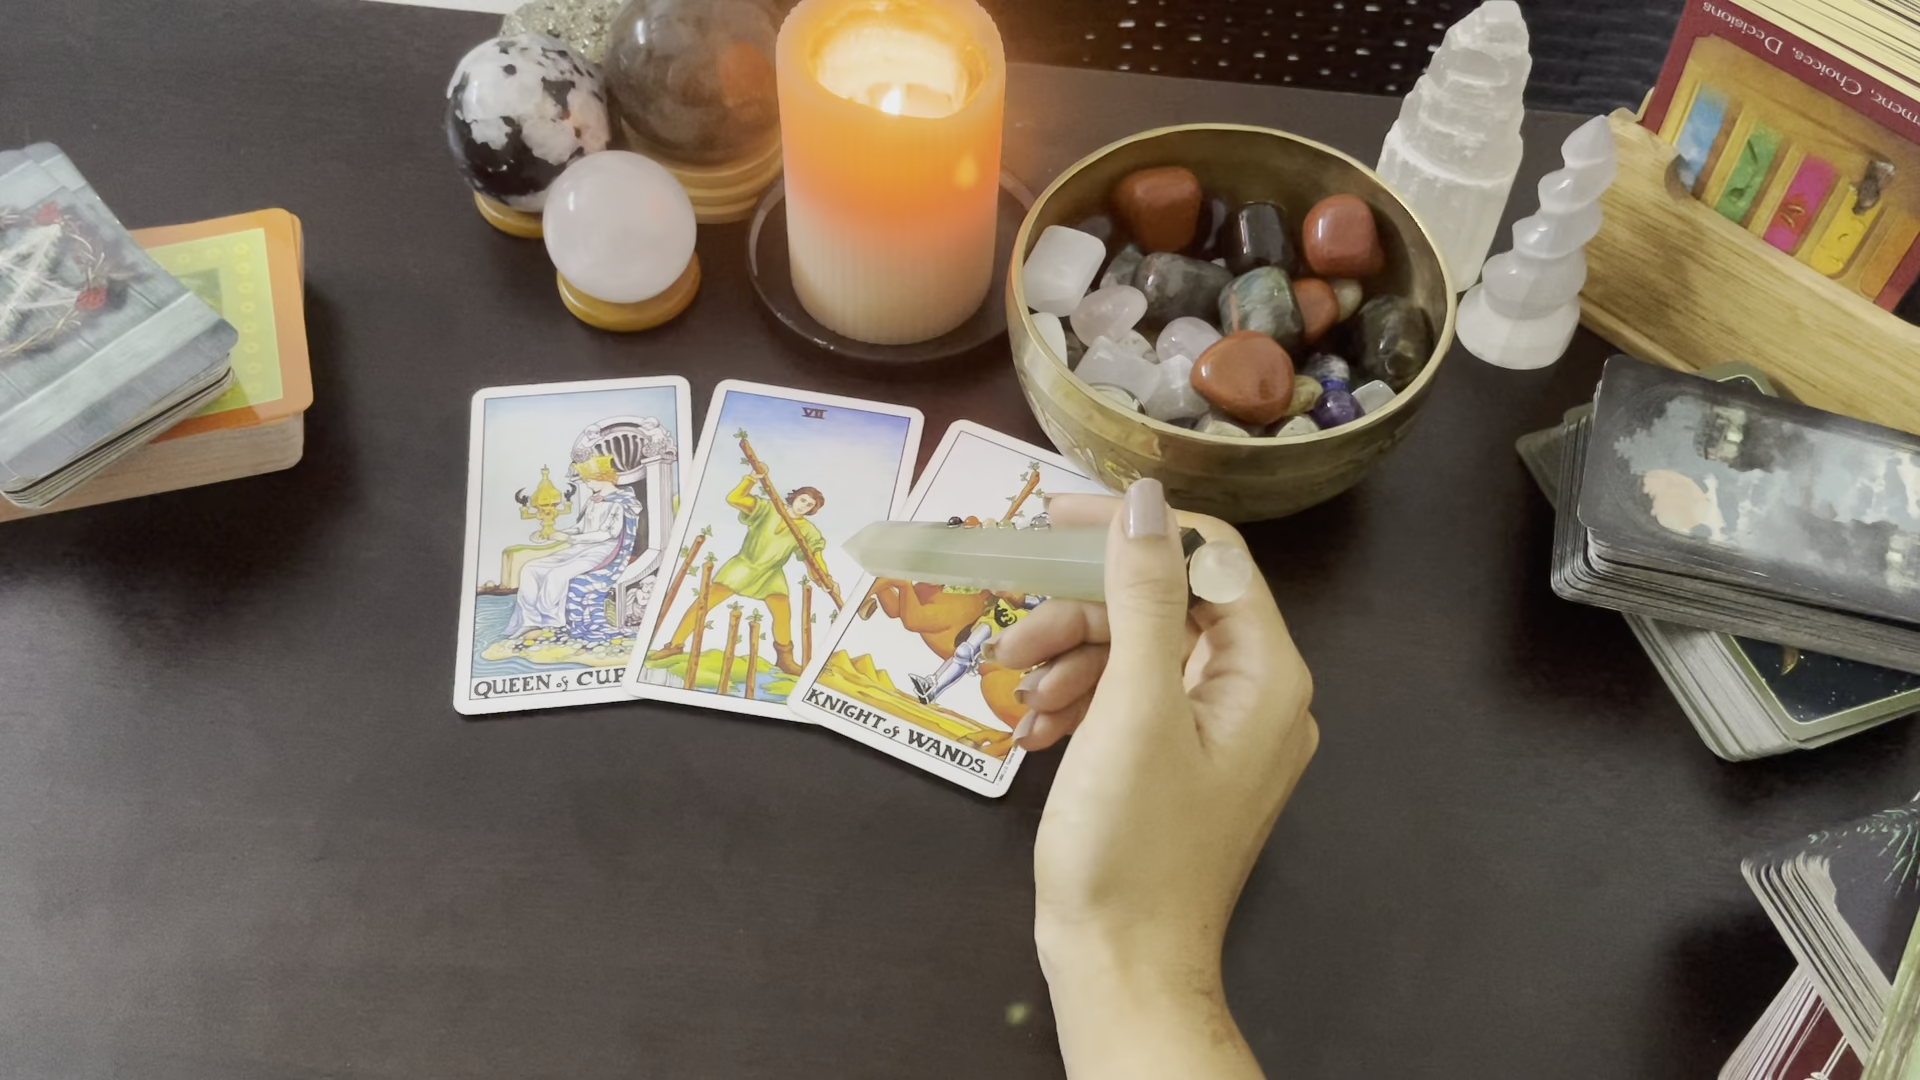 ment, Choices, Decisions
VII
QUEEN of CUP
KNIGHT of WANDS.